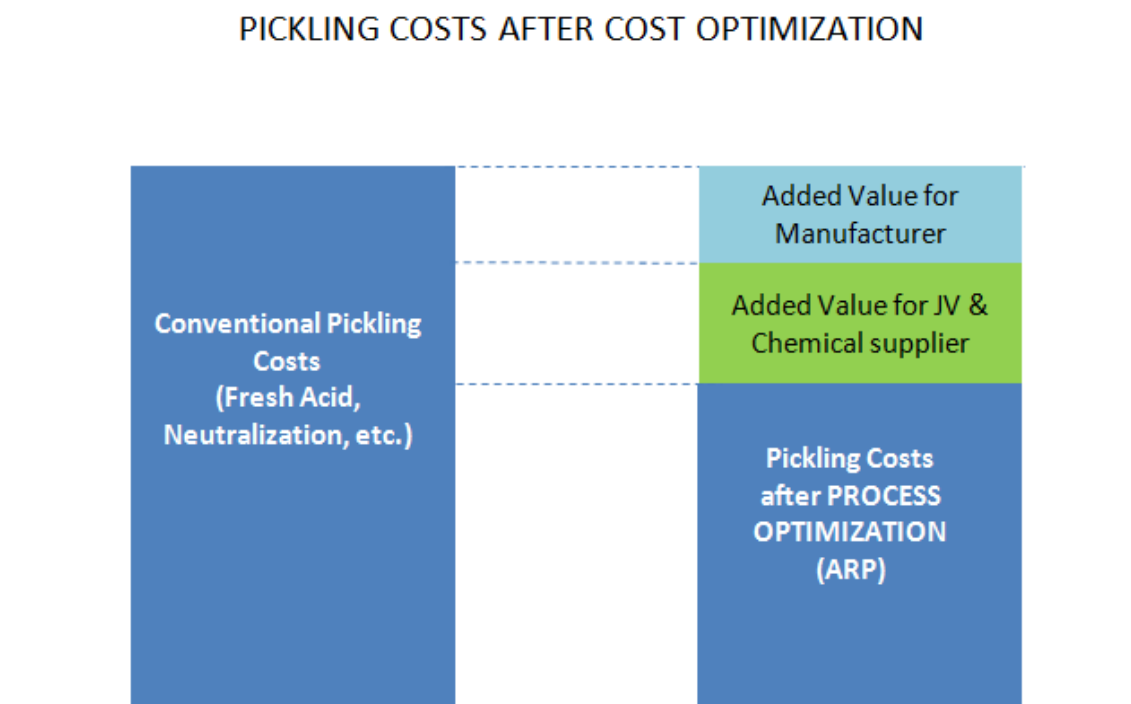 PICKLING COSTS AFTER COST OPTIMIZATION
Conventional Pickling
Costs
(Fresh Acid,
Neutralization, etc.)
Added Value for
Manufacturer
Added Value for JV &
Chemical supplier
Pickling Costs
after PROCESS
OPTIMIZATION
(ARP)